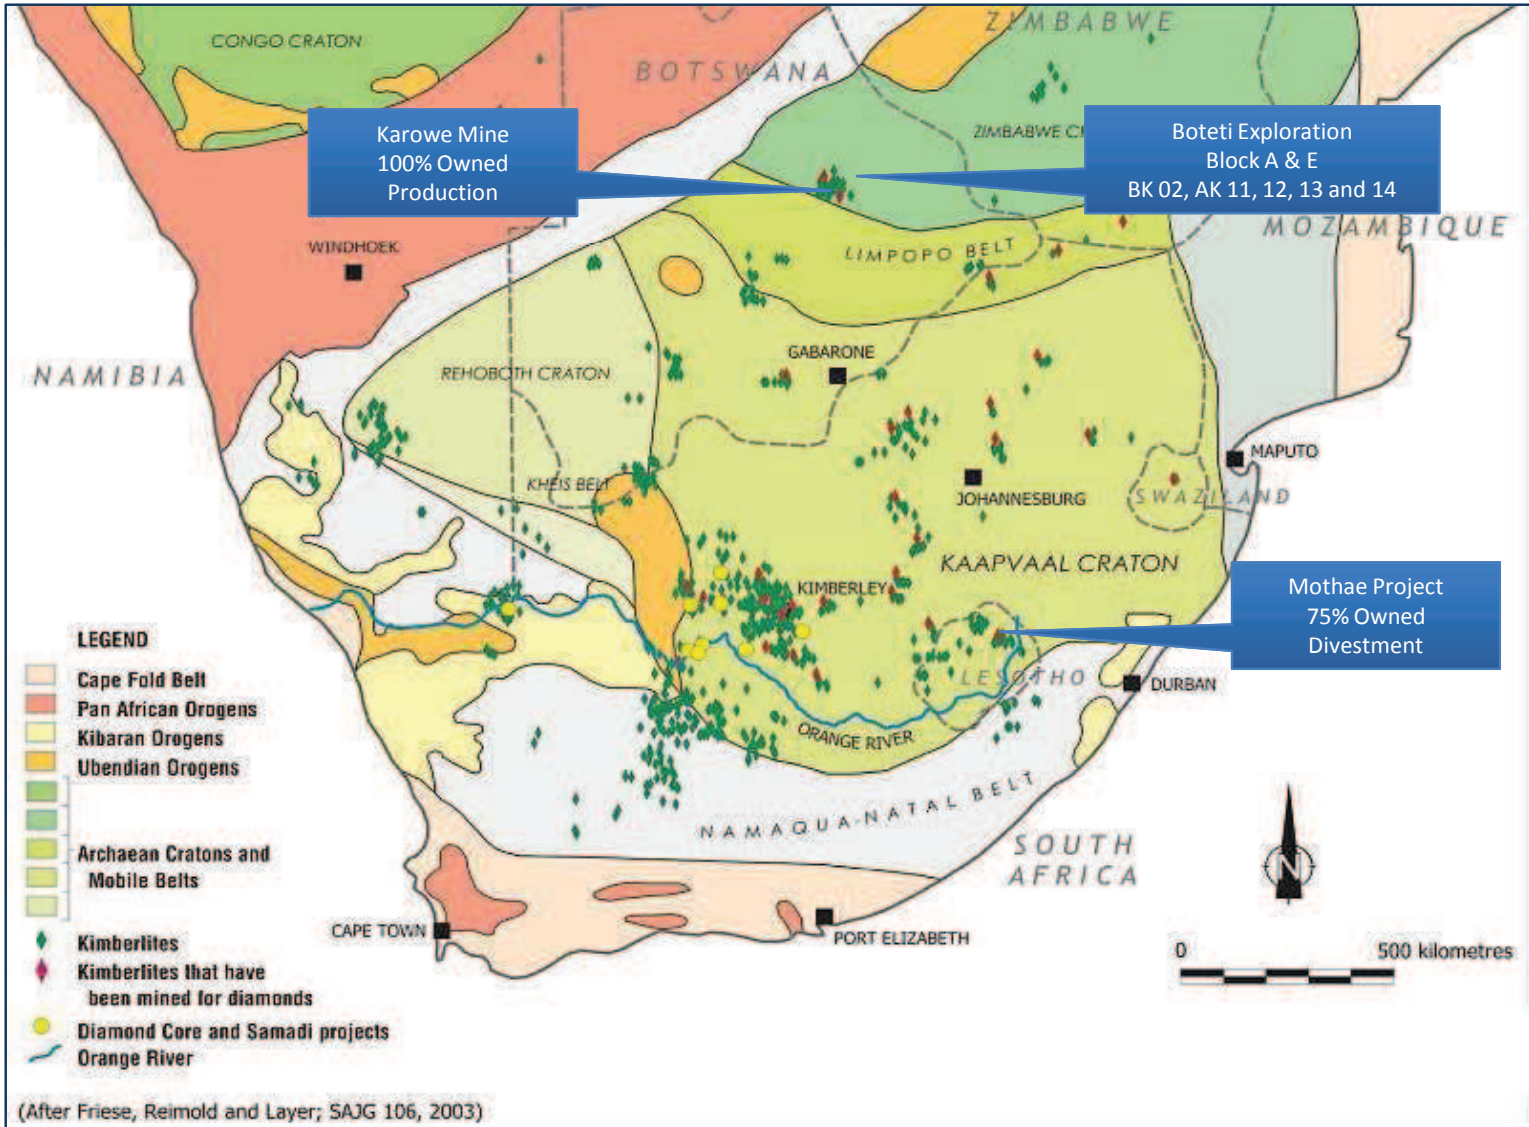 CONGO CRATON
ZIMBABWE
BOTSWANA
Karowe Mine
100% Owned
Production
ZIMBABWE C
Boteti Exploration
Block A & E
BK 02, AK 11, 12, 13 and 14
MOZAMBIQUE
WINDHOEK
LIMPOPO BELT
NAMIBIA
REHOBOTH CRATON
GABARONE
MAPUTO
KHEIS BELT
JOHANNESBURG
SWAZILAND
KAAPVAAL CRATON
KIMBERLEY
Mothae Project
75% Owned
Divestment
LESOTHO
DURBAN
ORANGE RIVER
NAMAQUA-NATAL BELT
SOUTH
AFRICA
CAPE TOWN
PORT ELIZABETH
LEGEND
Cape Fold Belt
Pan African Orogens
Kibaran Orogens
Ubendian Orogens
Archaean Cratons and
Mobile Belts
Kimberlites
Kimberlites that have
been mined for diamonds
Diamond Core and Samadi projects
Orange River
N
0 500 kilometres
(After Friese, Reimold and Layer; SAJG 106, 2003)